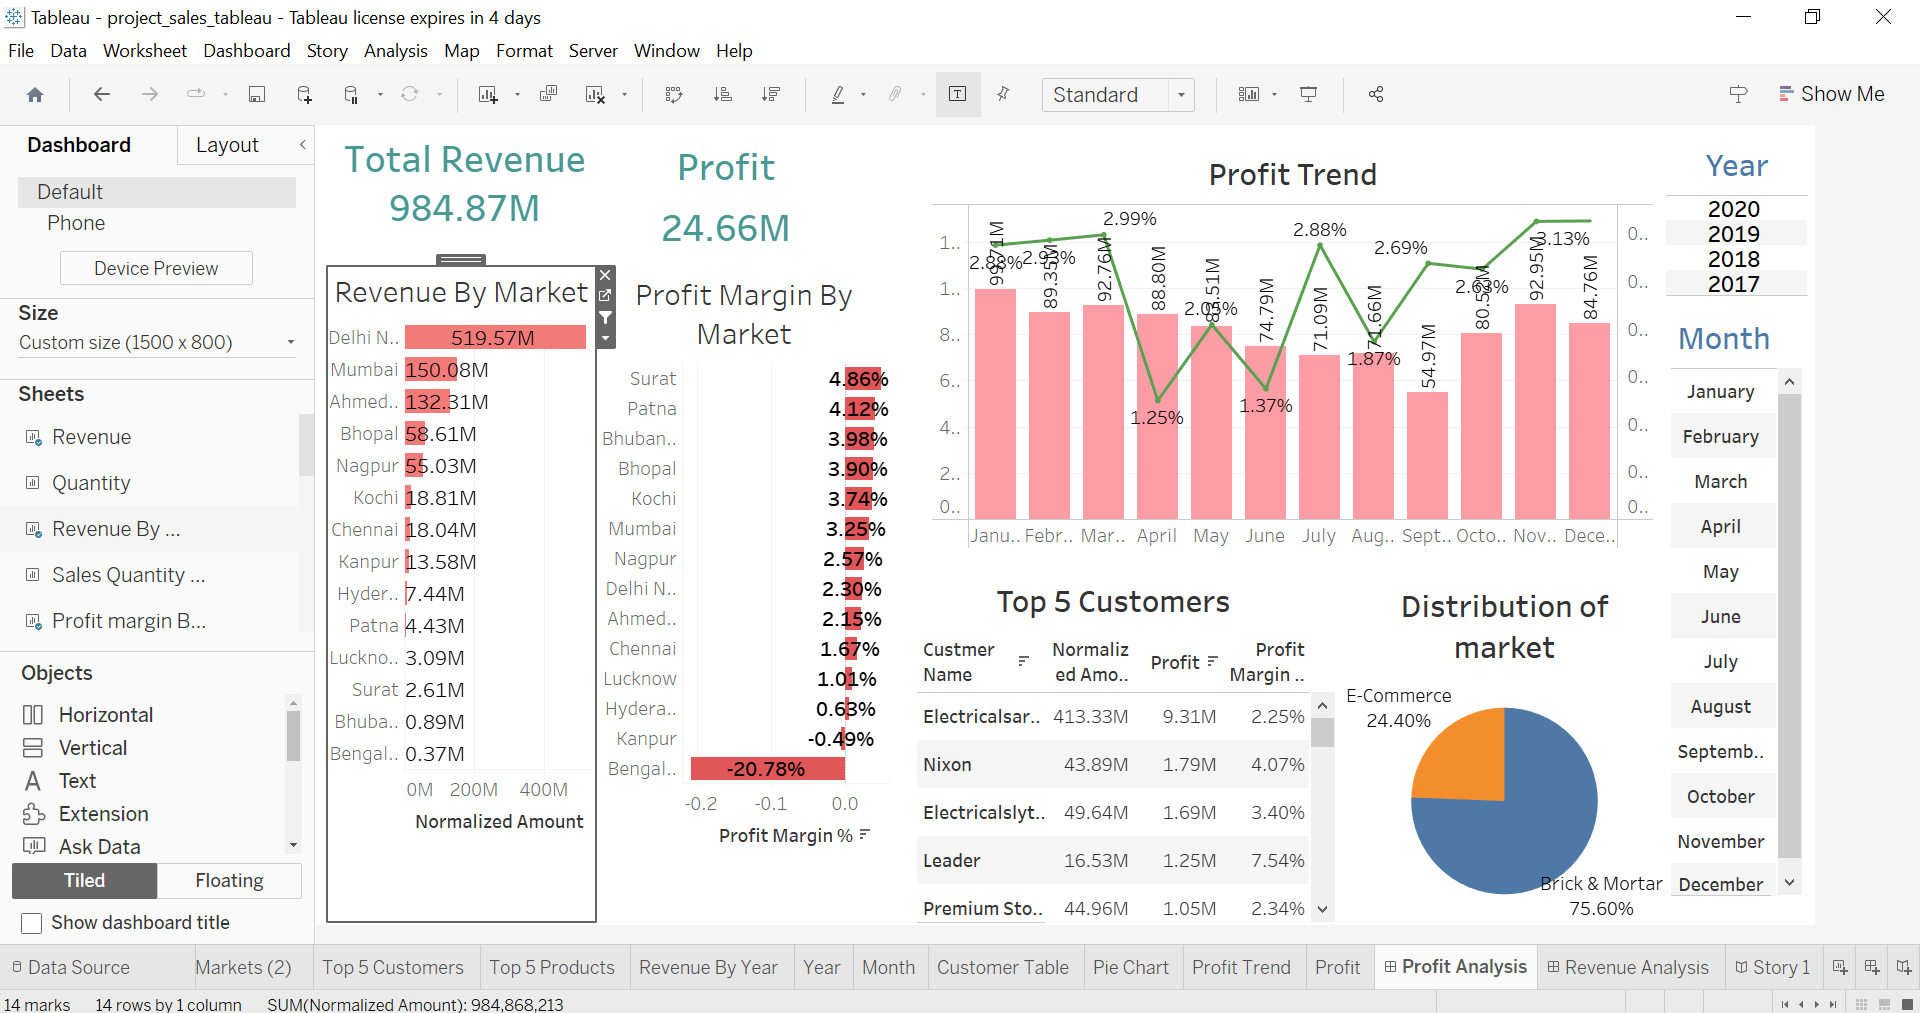 Tableau - project_sales_tableau - Tableau license expires in 4 days
File Data Worksheet Dashboard Story Analysis Map Format Server Window Help
Standard
Show Me
Dashboard Layout
Default
Phone
Device Preview
Size
Custom size (1500 x 800)
Sheets
Revenue
Quantity
Revenue By ...
Sales Quantity ...
Profit margin B...
Objects
Horizontal
Vertical
Text
Extension
Ask Data
Tiled Floating
Show dashboard title
Total Revenue
984.87M
Profit
24.66M
Revenue By Market
Delhi N.. 519.57M
Mumbai 150.08M
Ahmed.. 132.31M
Bhopal 58.61M
Nagpur 55.03M
Kochi 18.81M
Chennai 18.04M
Kanpur 13.58M
Hyder.. 7.44M
Patna 4.43M
Luckno.. 3.09M
Surat 2.61M
Bhuba.. 0.89M
Bengal.. 0.37M
0M 200M 400M
Normalized Amount
Profit Margin By
Market
Surat 4.86%
Patna 4.12%
Bhuban.. 3.98%
Bhopal 3.90%
Kochi 3.74%
Mumbai 3.25%
Nagpur 2.57%
Delhi N.. 2.30%
Ahmed.. 2.15%
Chennai 1.67%
Lucknow 1.01%
Hydera.. 0.63%
Kanpur -0.49%
Bengal.. -20.78%
-0.2 -0.1 0.0
Profit Margin %
Profit Trend
1..
1..
8..
6..
4..
2..
0..
2.88% 2.93% 2.99% 1.25% 2.05% 1.37% 2.88% 1.87% 2.69% 2.63% 3.13%
89.35M 92.76M 88.80M 74.79M 71.09M 71.66M 54.97M 92.95M 84.76M
0..
0..
0..
0..
0..
0..
0..
Janu.. Febr.. Mar.. April May June July Aug.. Sept.. Octo.. Nov.. Dece..
Top 5 Customers
Custmer
Name
Normaliz
ed Amo..
Profit
Profit
Margin ..
Electricalsar.. 413.33M 9.31M 2.25%
Nixon 43.89M 1.79M 4.07%
Electricalslyt.. 49.64M 1.69M 3.40%
Leader 16.53M 1.25M 7.54%
Premium Sto.. 44.96M 1.05M 2.34%
Distribution of
market
E-Commerce
24.40%
Brick & Mortar
75.60%
Year
2020
2019
2018
2017
Month
January
February
March
April
May
June
July
August
Septemb..
October
November
December
Data Source Markets (2) Top 5 Customers Top 5 Products Revenue By Year Year Month Customer Table Pie Chart Profit Trend Profit Profit Analysis Revenue Analysis Story 1
14 marks 14 rows by 1 column SUM(Normalized Amount): 984,868,213